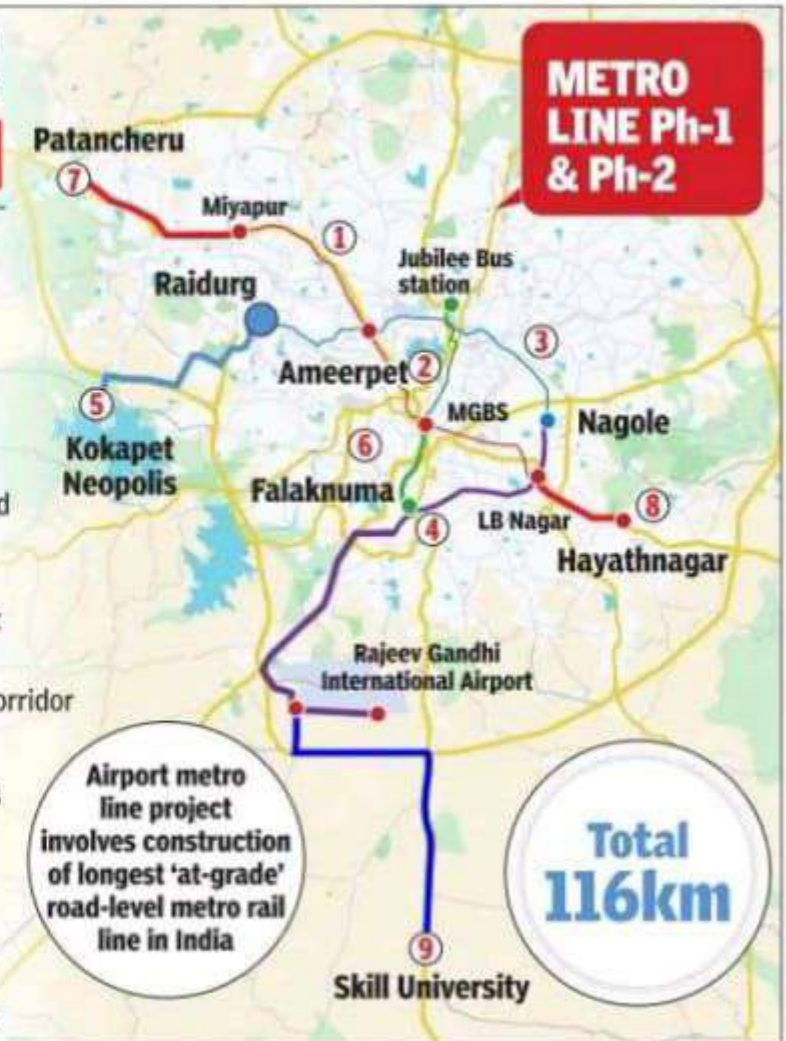 METRO
LINE Ph-1
& Ph-2
Patancheru
7
Miyapur
1
Jubilee Bus
station
Raidurg
3
Ameerpet
2
5
MGBS
Nagole
Kokapet
Neopolis
6
Falaknuma
4
LB Nagar
8
Hayathnagar
Rajeev Gandhi
International Airport
orridor
Airport metro
line project
involves construction
of longest 'at-grade'
road-level metro rail
line in India
Total
116km
9
Skill University